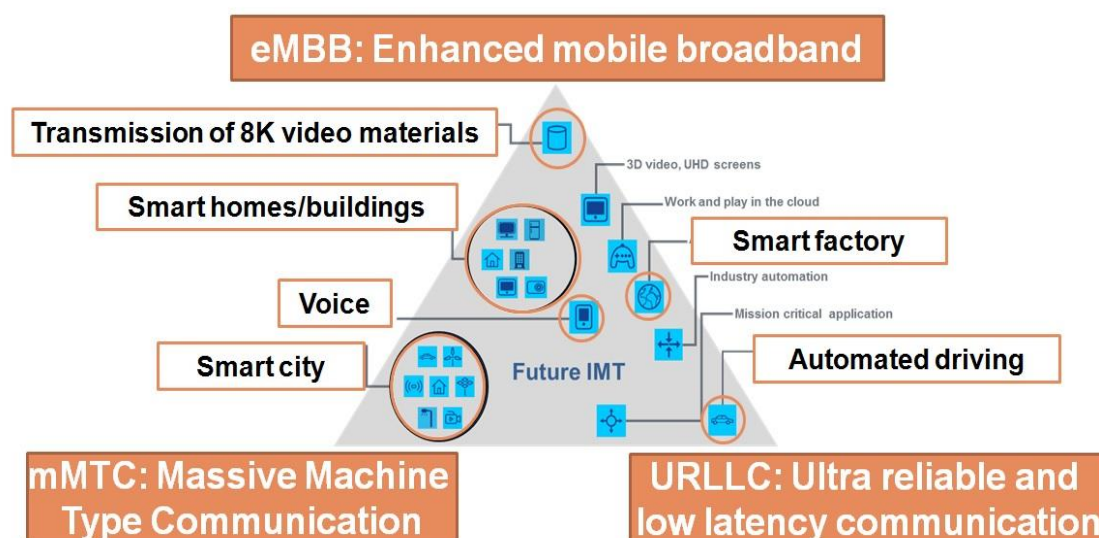 eMBB: Enhanced mobile broadband
Transmission of 8K video materials
3D video, UHD screens
Smart homes/buildings
Work and play in the cloud
Smart factory
Industry automation
Voice
Mission critical application
Smart city
Future IMT
Automated driving
mMTC: Massive Machine
Type Communication
URLLC: Ultra reliable and
low latency communication